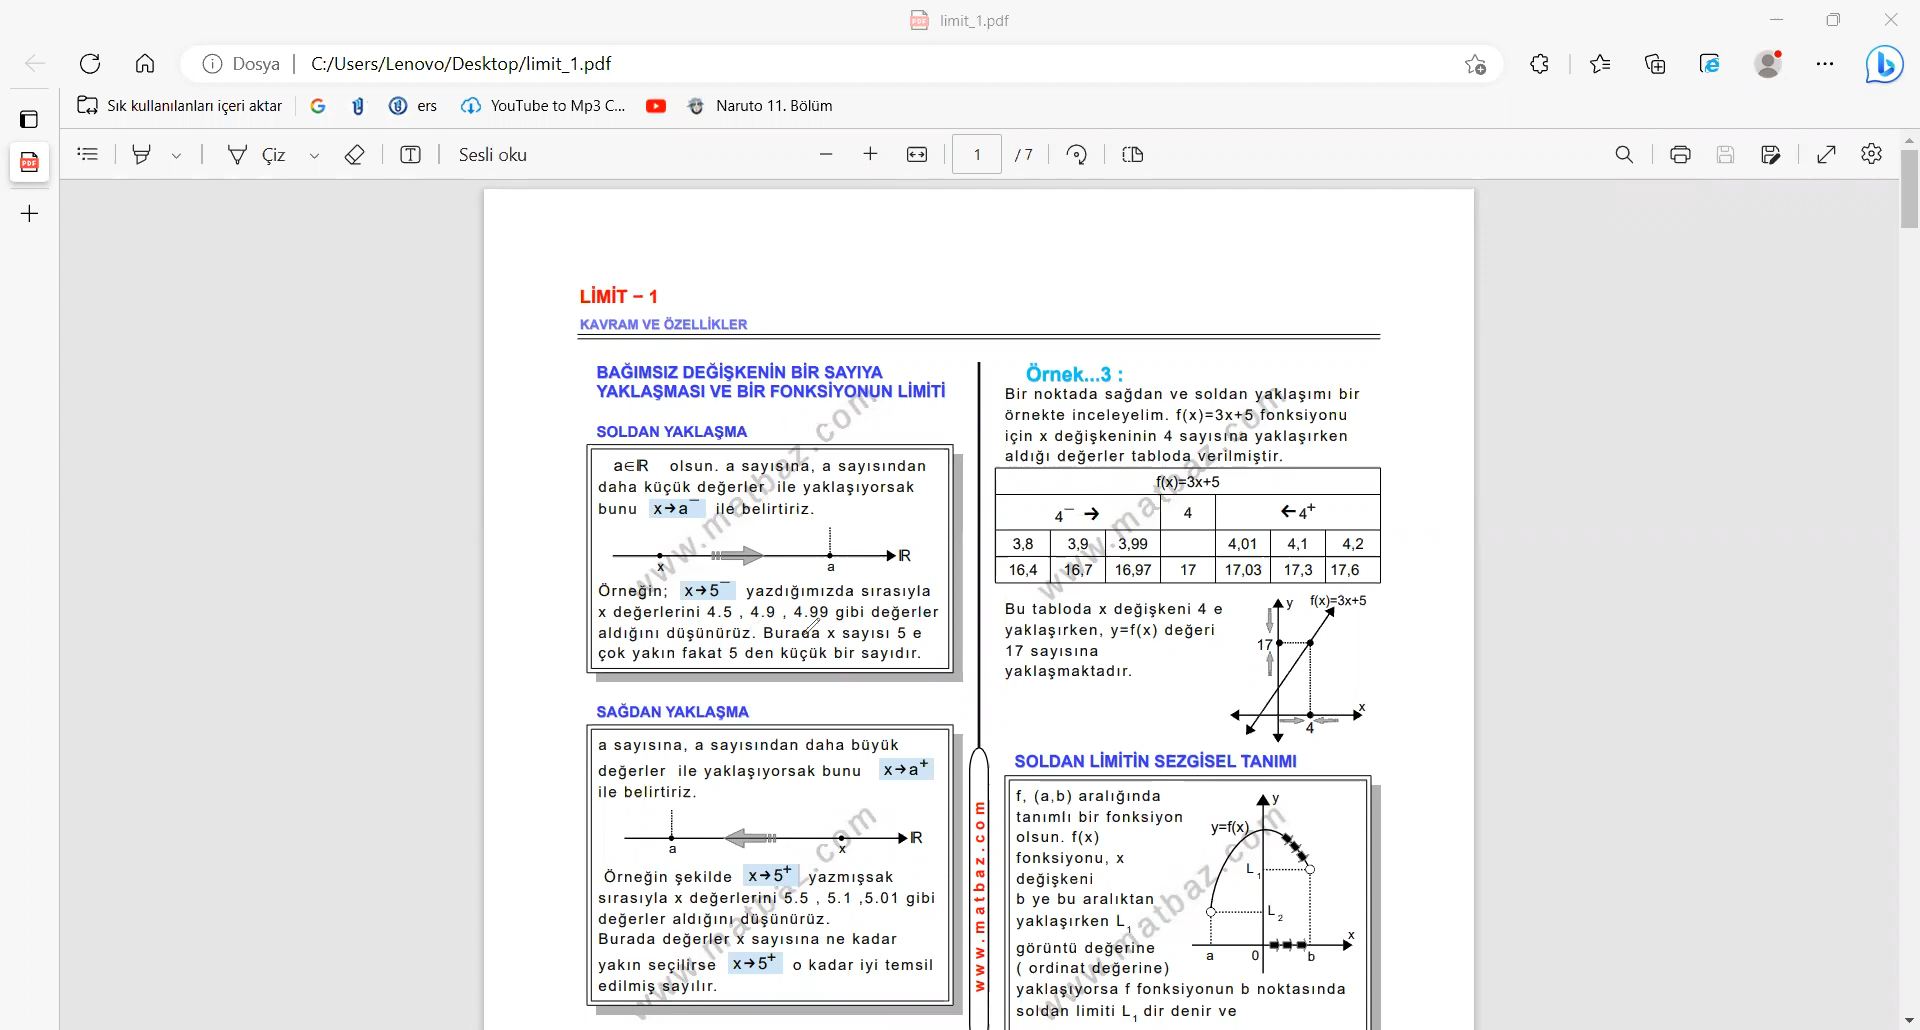 limit_1.pdf
Dosya
C:/Users/Lenovo/Desktop/limit_1.pdf
Sık kullanılanları içeri aktar
ers
YouTube to Mp3 C...
Naruto 11. Bölüm
Çiz
Sesli oku
1 / 7
LİMİT – 1
KAVRAM VE ÖZELLİKLER
BAĞIMSIZ DEĞİŞKENİN BİR SAYIYA
YAKLAŞMASI VE BİR FONKSİYONUN LİMİTİ
SOLDAN YAKLAŞMA
a∈IR olsun. a sayısına, a sayısından
daha küçük değerler ile yaklaşıyorsak
bunu x→a⁻ ile belirtiriz.
x a IR
Örneğin; x→5⁻ yazdığımızda sırasıyla
x değerlerini 4.5 , 4.9 , 4.99 gibi değerler
aldığını düşünürüz. Burada x sayısı 5 e
çok yakın fakat 5 den küçük bir sayıdır.
SAĞDAN YAKLAŞMA
a sayısına, a sayısından daha büyük
değerler ile yaklaşıyorsak bunu x→a⁺
ile belirtiriz.
a x IR
Örneğin şekilde x→5⁺ yazmışsak
sırasıyla x değerlerini 5.5 , 5.1 ,5.01 gibi
değerler aldığını düşünürüz.
Burada değerler x sayısına ne kadar
yakın seçilirse x→5⁺ o kadar iyi temsil
edilmiş sayılır.
www.matbaz.com
www.matbaz.com
www.matbaz.com
Örnek...3 :
Bir noktada sağdan ve soldan yaklaşımı bir
örnekte inceleyelim. f(x)=3x+5 fonksiyonu
için x değişkeninin 4 sayısına yaklaşırken
aldığı değerler tabloda verilmiştir.
f(x)=3x+5
4⁻ → 4 ←4⁺
3,8 3,9 3,99 4,01 4,1 4,2
16,4 16,7 16,97 17 17,03 17,3 17,6
Bu tabloda x değişkeni 4 e
yaklaşırken, y=f(x) değeri
17 sayısına
yaklaşmaktadır.
y f(x)=3x+5
17
x
4
SOLDAN LİMİTİN SEZGİSEL TANIMI
f, (a,b) aralığında
tanımlı bir fonksiyon
olsun. f(x)
fonksiyonu, x
değişkeni
b ye bu aralıktan
yaklaşırken L₁
görüntü değerine
( ordinat değerine)
yaklaşıyorsa f fonksiyonun b noktasında
soldan limiti L₁ dir denir ve
y
y=f(x)
L₁
L₂
x
a 0 b
www.matbaz.com
www.matbaz.com